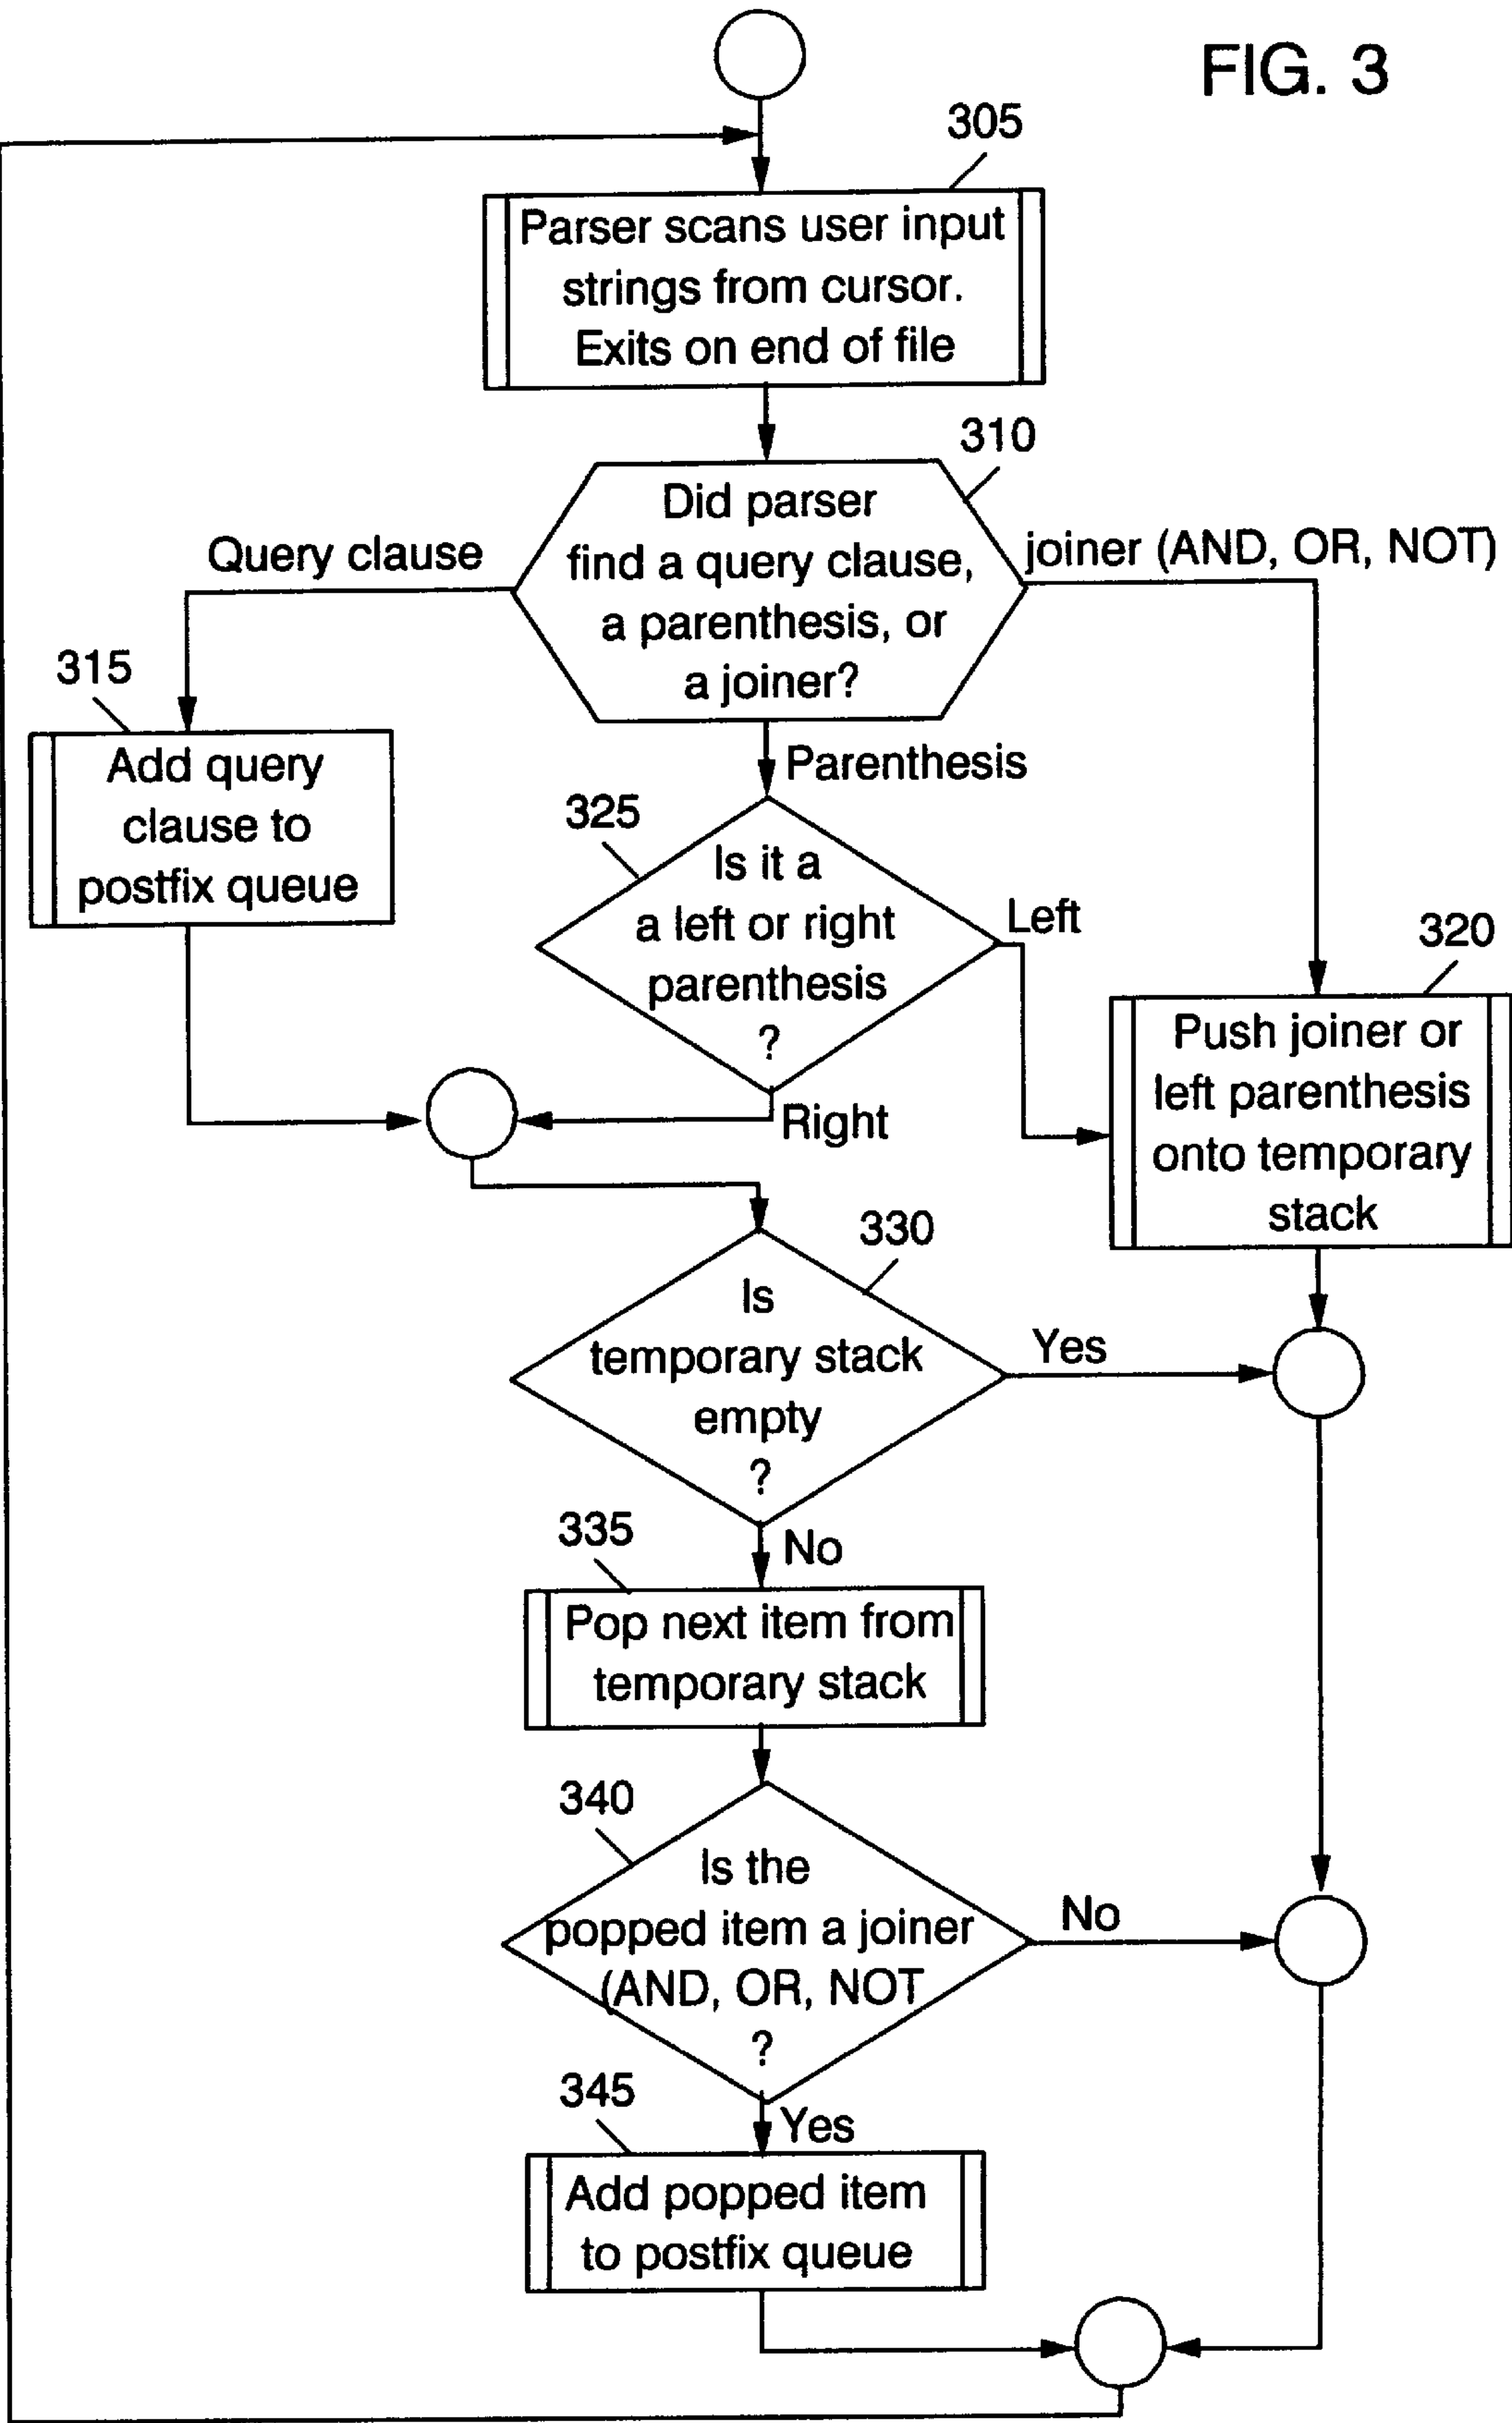 FIG. 3
305
Parser scans user input
strings from cursor.
Exits on end of file
310
Did parser
find a query clause,
a parenthesis, or
a joiner?
Query clause
joiner (AND, OR, NOT)
315
Add query
clause to
postfix queue
Parenthesis
325
Is it a
a left or right
parenthesis
?
Left
Right
320
Push joiner or
left parenthesis
onto temporary
stack
330
Is
temporary stack
empty
?
Yes
No
335
Pop next item from
temporary stack
340
Is the
popped item a joiner
(AND, OR, NOT
?
No
Yes
345
Add popped item
to postfix queue